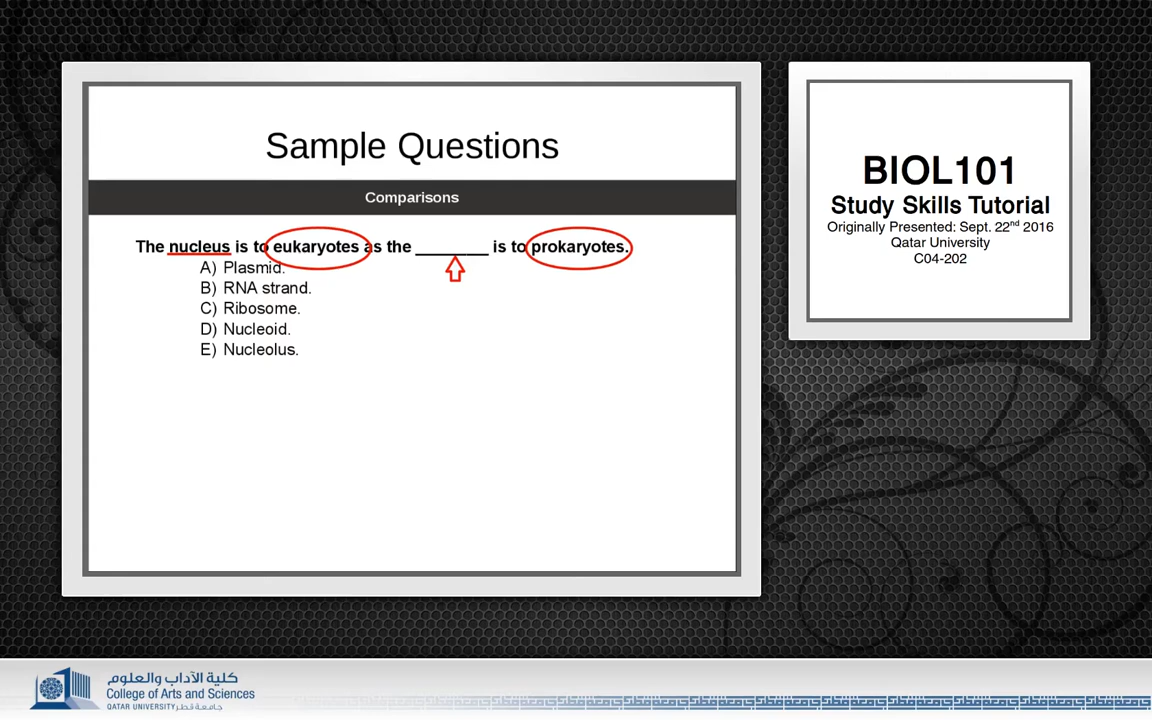 Sample Questions
Comparisons
The nucleus is to eukaryotes as the ________ is to prokaryotes.
A) Plasmid.
B) RNA strand.
C) Ribosome.
D) Nucleoid.
E) Nucleolus.
BIOL101
Study Skills Tutorial
Originally Presented: Sept. 22nd 2016
Qatar University
C04-202
كلية الآداب والعلوم
College of Arts and Sciences
QATAR UNIVERSITY جامعة قطر